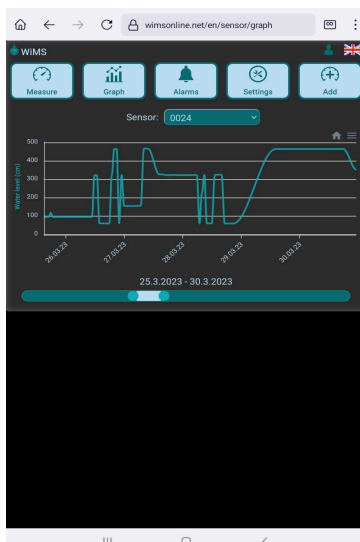 wimsonline.net/en/sensor/graph
WiMS
Measure
Graph
Alarms
Settings
Add
Sensor: 0024
Water level (cm)
500
400
300
200
100
0
26.03.23
27.03.23
28.03.23
29.03.23
30.03.23
25.3.2023 - 30.3.2023